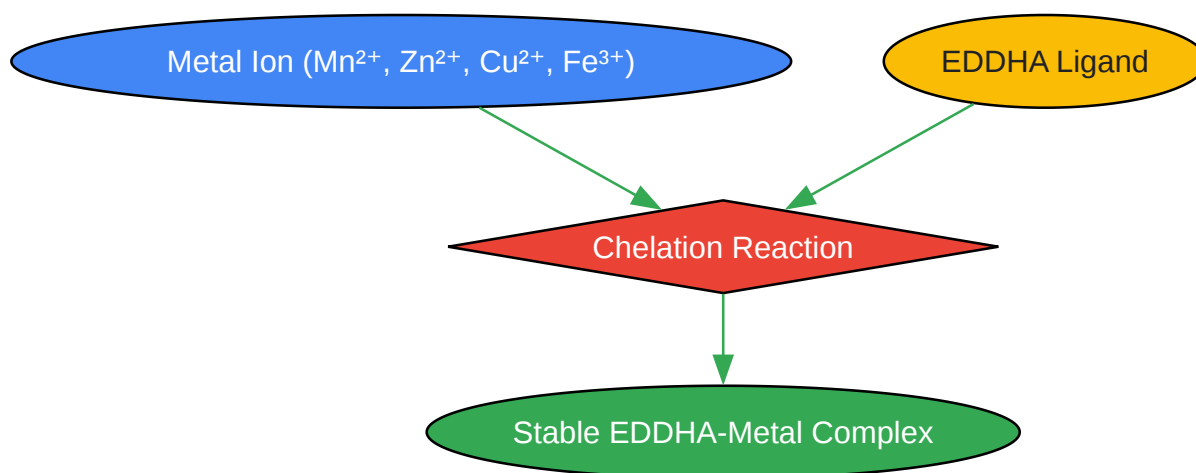 Metal Ion (Mn²⁺, Zn²⁺, Cu²⁺, Fe³⁺)
EDDHA Ligand
Chelation Reaction
Stable EDDHA-Metal Complex